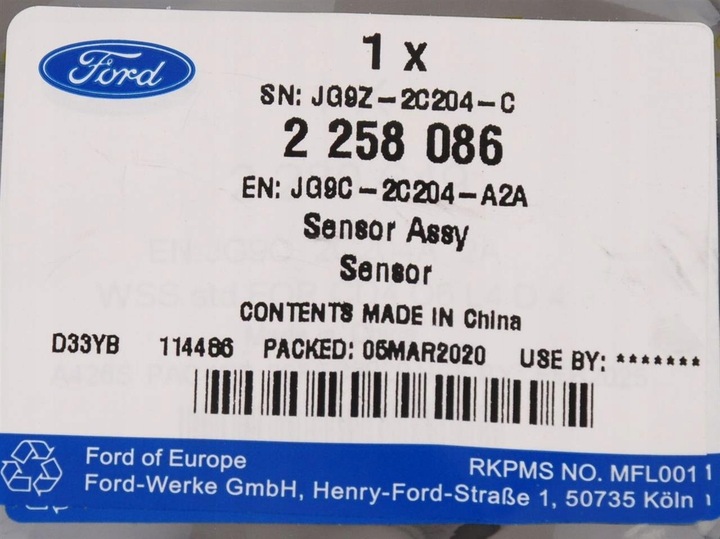 Ford
1 x
SN: JG9Z-2C204-C
2 258 086
EN: JG9C-2C204-A2A
Sensor Assy
Sensor
CONTENTS MADE IN China
D33YB 114486 PACKED: 05MAR2020 USE BY: *******
Ford of Europe RKPMS NO. MFL001
Ford-Werke GmbH, Henry-Ford-Straße 1, 50735 Köln